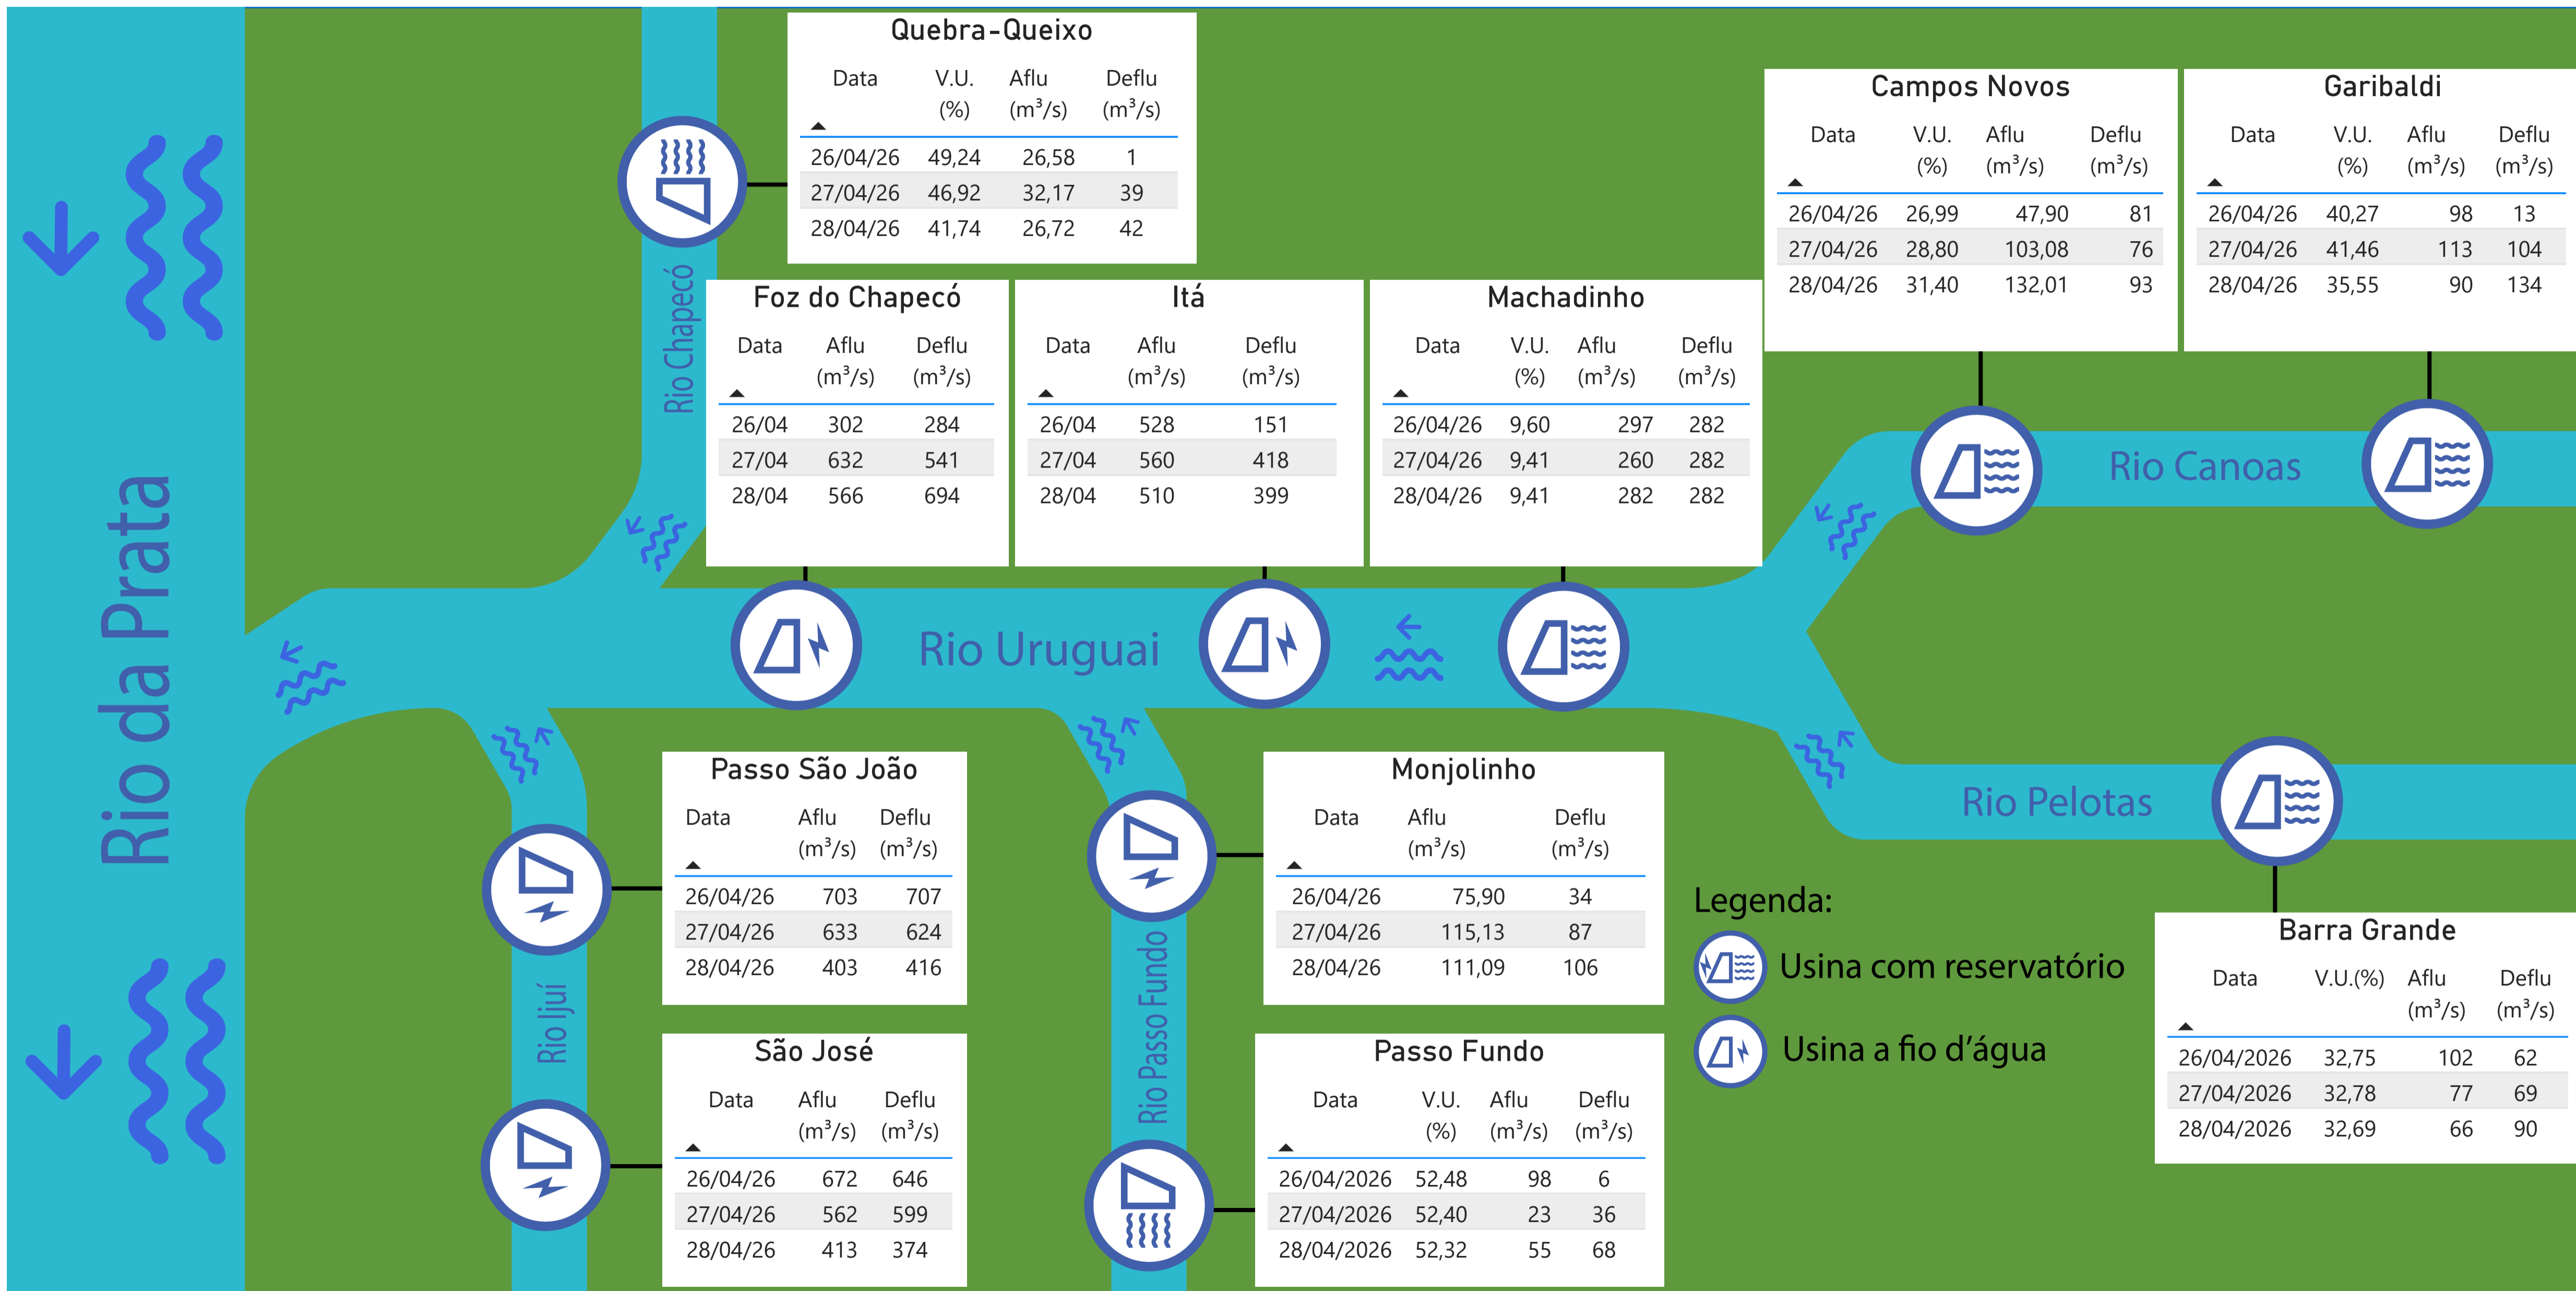 Quebra-Queixo
Data V.U. (%) Aflu (m³/s) Deflu (m³/s)
26/04/26 49,24 26,58 1
27/04/26 46,92 32,17 39
28/04/26 41,74 26,72 42
Campos Novos
Data V.U. (%) Aflu (m³/s) Deflu (m³/s)
26/04/26 26,99 47,90 81
27/04/26 28,80 103,08 76
28/04/26 31,40 132,01 93
Garibaldi
Data V.U. (%) Aflu (m³/s) Deflu (m³/s)
26/04/26 40,27 98 13
27/04/26 41,46 113 104
28/04/26 35,55 90 134
Rio Chapecó
Foz do Chapecó
Data Aflu (m³/s) Deflu (m³/s)
26/04 302 284
27/04 632 541
28/04 566 694
Itá
Data Aflu (m³/s) Deflu (m³/s)
26/04 528 151
27/04 560 418
28/04 510 399
Machadinho
Data V.U. (%) Aflu (m³/s) Deflu (m³/s)
26/04/26 9,60 297 282
27/04/26 9,41 260 282
28/04/26 9,41 282 282
Rio Canoas
Rio da Prata
Rio Uruguai
Rio Pelotas
Passo São João
Data Aflu (m³/s) Deflu (m³/s)
26/04/26 703 707
27/04/26 633 624
28/04/26 403 416
Monjolinho
Data Aflu (m³/s) Deflu (m³/s)
26/04/26 75,90 34
27/04/26 115,13 87
28/04/26 111,09 106
Legenda:
Usina com reservatório
Usina a fio d’água
Barra Grande
Data V.U.(%) Aflu (m³/s) Deflu (m³/s)
26/04/2026 32,75 102 62
27/04/2026 32,78 77 69
28/04/2026 32,69 66 90
Rio Ijuí
Rio Passo Fundo
São José
Data Aflu (m³/s) Deflu (m³/s)
26/04/26 672 646
27/04/26 562 599
28/04/26 413 374
Passo Fundo
Data V.U. (%) Aflu (m³/s) Deflu (m³/s)
26/04/2026 52,48 98 6
27/04/2026 52,40 23 36
28/04/2026 52,32 55 68